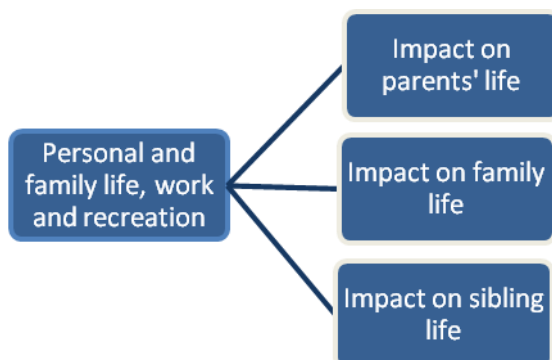 Personal and
family life, work
and recreation
Impact on
parents' life
Impact on family
life
Impact on sibling
life